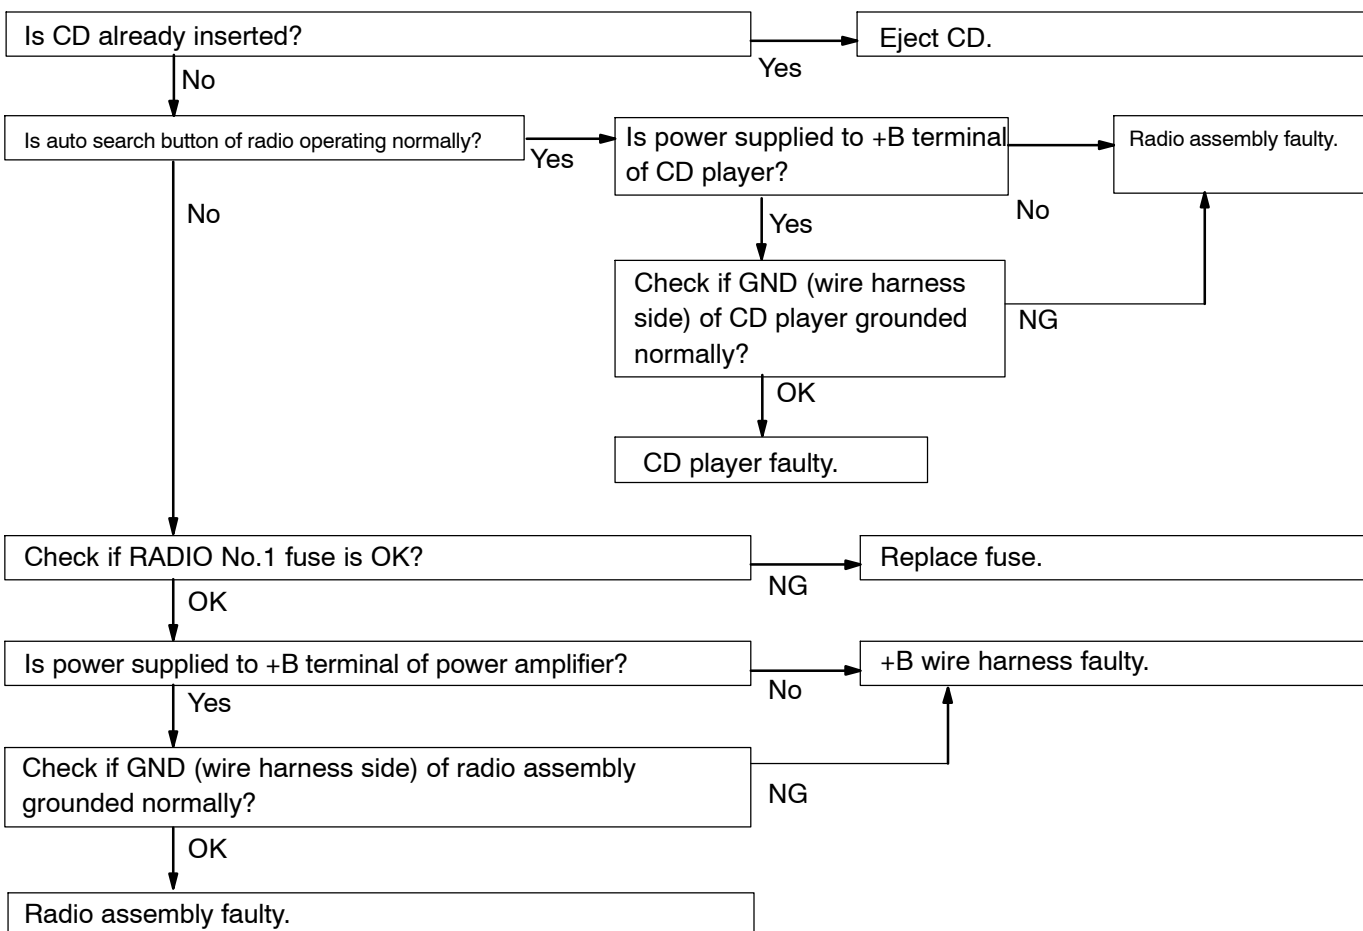 Is CD already inserted?
Eject CD.
Yes
No
Is auto search button of radio operating normally?
Yes
Is power supplied to +B terminal
of CD player?
Radio assembly faulty.
No
No
Yes
Check if GND (wire harness
side) of CD player grounded
normally?
NG
OK
CD player faulty.
Check if RADIO No.1 fuse is OK?
Replace fuse.
NG
OK
Is power supplied to +B terminal of power amplifier?
+B wire harness faulty.
No
Yes
Check if GND (wire harness side) of radio assembly
grounded normally?
NG
OK
Radio assembly faulty.